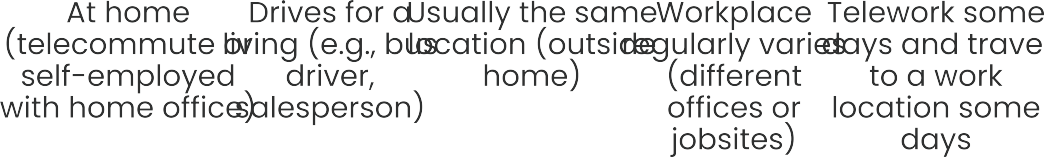 At home
(telecommute or
self-employed
with home office)
Drives for a
living (e.g., bus
driver,
salesperson)
Usually the same
location (outside
home)
Workplace
regularly varies
(different
offices or
jobsites)
Telework some
days and trave
to a work
location some
days